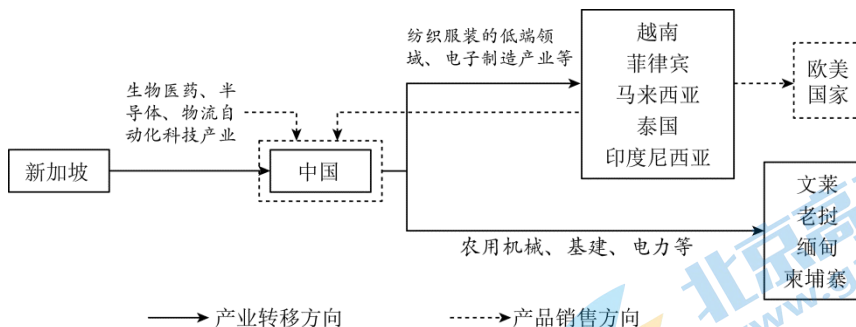 纺织服装的低端领
域、电子制造产业等
越南
菲律宾
马来西亚
泰国
印度尼西亚
欧美
国家
生物医药、半
导体、物流自
动化科技产业
新加坡
中国
文莱
老挝
缅甸
柬埔寨
农用机械、基建、电力等
产业转移方向
产品销售方向
北京高